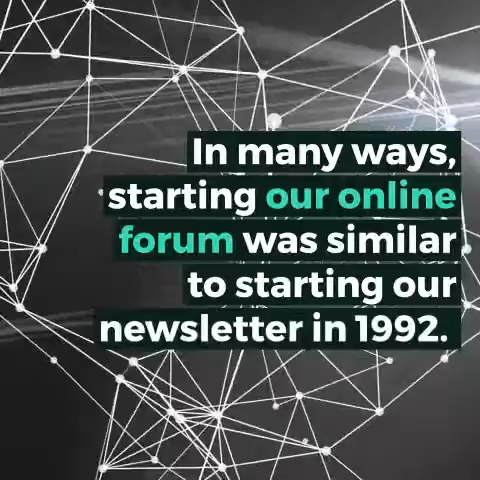 In many ways,
starting our online
forum was similar
to starting our
newsletter in 1992.